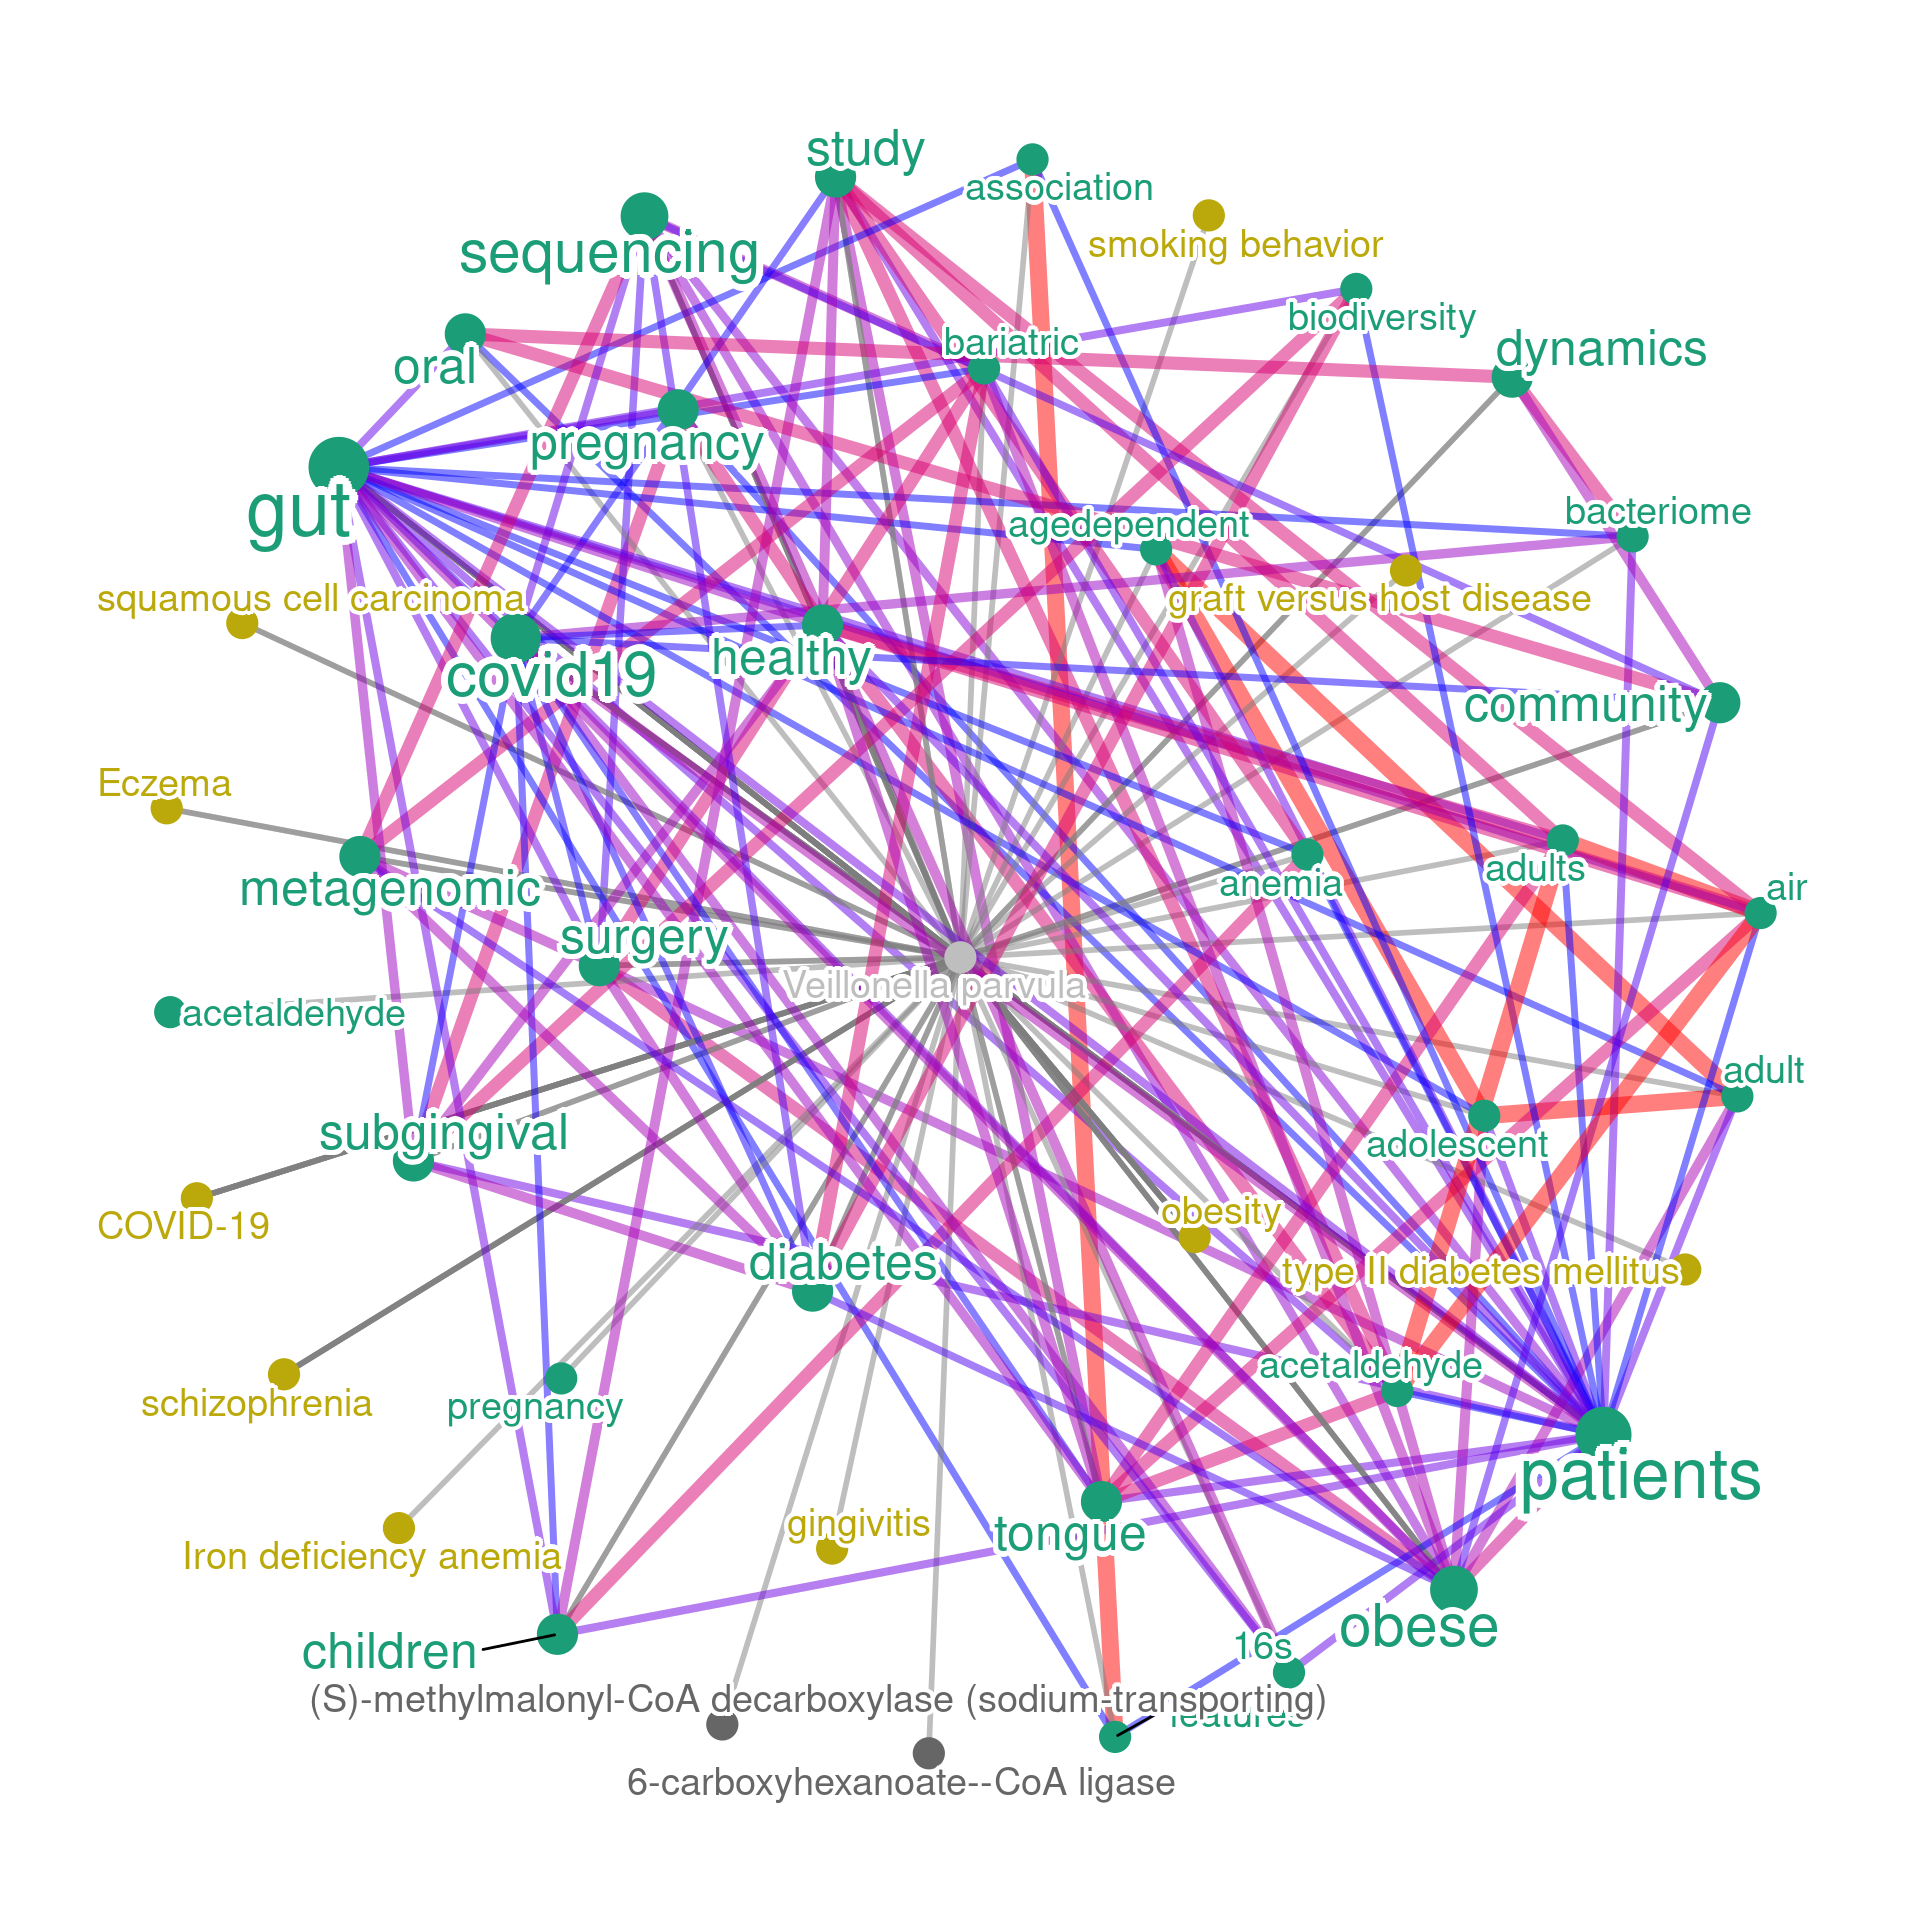 study
association
smoking behavior
sequencing
biodiversity
bariatric
dynamics
oral
pregnancy
gut
bacteriome
agedependent
squamous cell carcinoma
graft versus host disease
covid19
healthy
community
Eczema
metagenomic
anemia
adults
air
surgery
Veillonella parvula
acetaldehyde
adult
subgingival
adolescent
COVID-19
obesity
diabetes
type II diabetes mellitus
acetaldehyde
schizophrenia
pregnancy
patients
gingivitis
tongue
Iron deficiency anemia
obese
children
16s
(S)-methylmalonyl-CoA decarboxylase (sodium-transporting)
features
6-carboxyhexanoate--CoA ligase